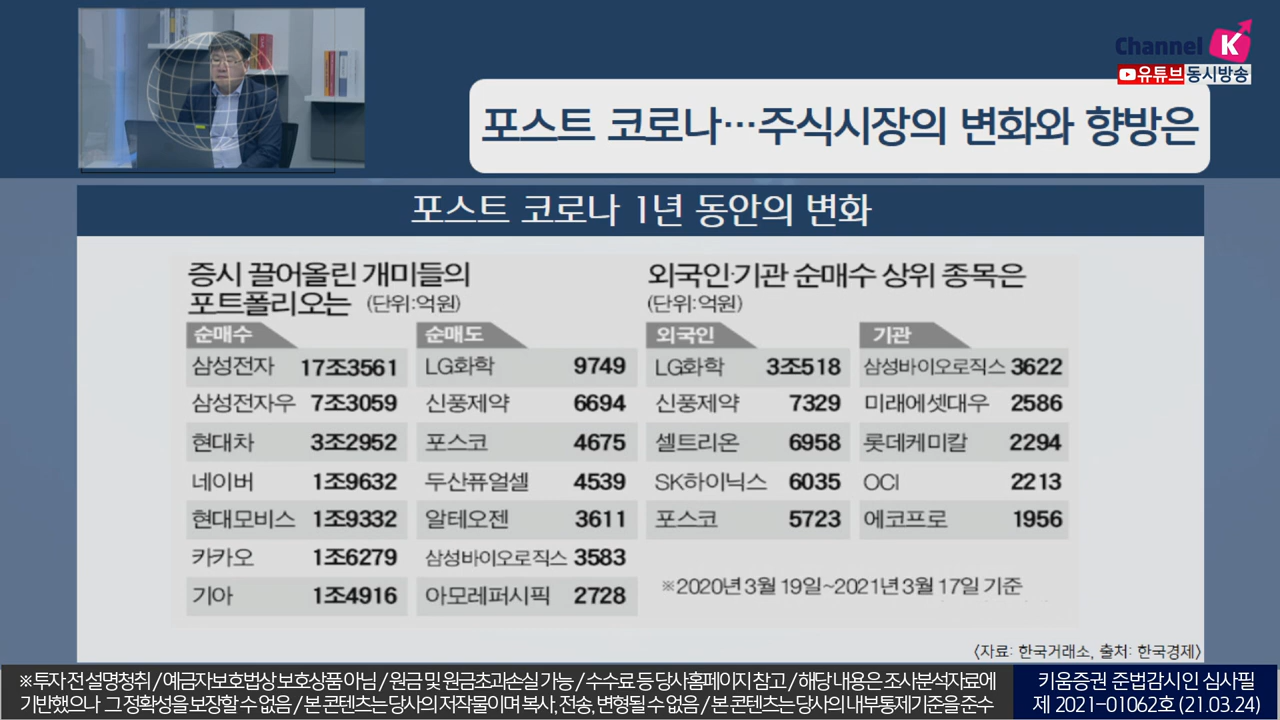 Channel K
유튜브 동시방송
포스트 코로나…주식시장의 변화와 향방은
포스트 코로나 1년 동안의 변화
증시 끌어올린 개미들의
포트폴리오는 (단위:억원)
순매수
삼성전자 17조3561
삼성전자우 7조3059
현대차 3조2952
네이버 1조9632
현대모비스 1조9332
카카오 1조6279
기아 1조4916
순매도
LG화학 9749
신풍제약 6694
포스코 4675
두산퓨얼셀 4539
알테오젠 3611
삼성바이오로직스 3583
아모레퍼시픽 2728
외국인·기관 순매수 상위 종목은
(단위:억원)
외국인
LG화학 3조518
신풍제약 7329
셀트리온 6958
SK하이닉스 6035
포스코 5723
기관
삼성바이오로직스 3622
미래에셋대우 2586
롯데케미칼 2294
OCI 2213
에코프로 1956
※2020년 3월 19일~2021년 3월 17일 기준
<자료: 한국거래소, 출처: 한국경제>
※ 투자 전 설명청취 / 예금자보호법상 보호상품 아님 / 원금 및 원금초과손실 가능 / 수수료 등 당사홈페이지 참고 / 해당 내용은 조사분석자료에
기반했으나 그 정확성을 보장할 수 없음 / 본 콘텐츠는 당사의 저작물이며 복사, 전송, 변형될 수 없음 / 본 콘텐츠는 당사의 내부통제기준을 준수
키움증권 준법감시인 심사필
제 2021-01062호 (21.03.24)